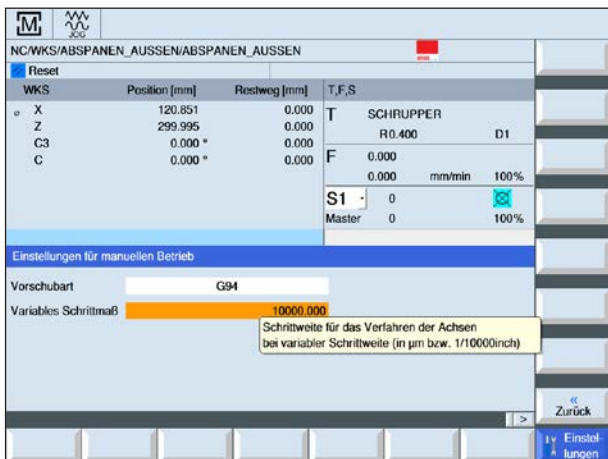 M
JOG
NC/WKS/ABSPANEN_AUSSEN/ABSPANEN_AUSSEN
Reset
WKS Position [mm] Restweg [mm] T,F,S
X 120.851 0.000
Z 299.995 0.000
C3 0.000 ° 0.000
C 0.000 ° 0.000
T SCHRUPPER
R0.400 D1
F 0.000
0.000 mm/min 100%
S1 0
Master 0 100%
Einstellungen für manuellen Betrieb
Vorschubart G94
Variables Schrittmaß 10000.000
Schrittweite für das Verfahren der Achsen
bei variabler Schrittweite (in µm bzw. 1/10000inch)
«
Zurück
>
Einstel-
lungen